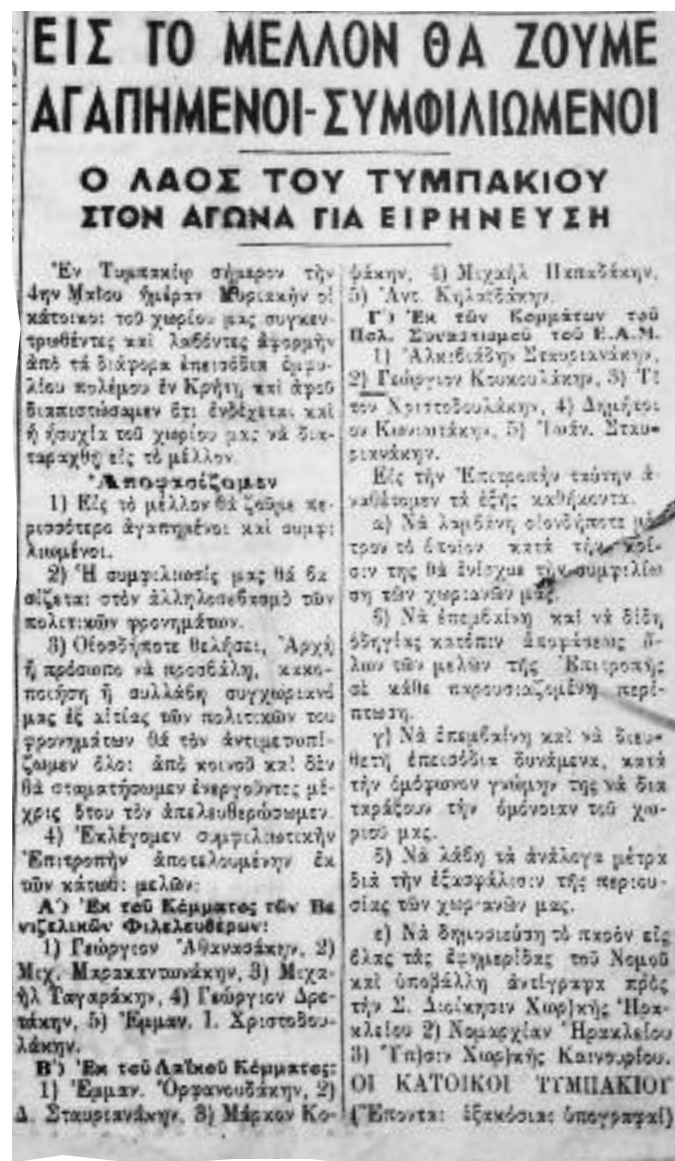 ΕΙΣ ΤΟ ΜΕΛΛΟΝ ΘΑ ΖΟΥΜΕ
ΑΓΑΠΗΜΕΝΟΙ-ΣΥΜΦΙΛΙΩΜΕΝΟΙ
Ο ΛΑΟΣ ΤΟΥ ΤΥΜΠΑΚΙΟΥ
ΣΤΟΝ ΑΓΩΝΑ ΓΙΑ ΕΙΡΗΝΕΥΣΗ
Ἐν Τυμπακίῳ σήμερον τὴν
4ην Μαΐου ἡμέραν Κυριακὴν οἱ
κάτοικοι τοῦ χωρίου μας συγκεν-
τρωθέντες καὶ λαβόντες ἀφορμὴν
ἀπὸ τὰ διάφορα ἐπεισόδια ἐμφυ-
λίου πολέμου ἐν Κρήτῃ καὶ ἀφοῦ
διαπιστώσαμεν ὅτι ἐνδέχεται καὶ
ἡ ἡσυχία τοῦ χωρίου μας νὰ δια-
ταραχθῇ εἰς τὸ μέλλον.
Ἀποφασίζομεν
1) Εἰς τὸ μέλλον θὰ ζοῦμε πε-
ρισσότερο ἀγαπημένοι καὶ συμφι
λιωμένοι.
2) Ἡ συμφιλίωσίς μας θὰ βα
σίζεται στὸν ἀλληλοσεβασμὸ τῶν
πολιτικῶν φρονημάτων.
3) Οἱοσδήποτε θελήσει, Ἀρχὴ
ἢ πρόσωπο νὰ προσβάλῃ, κακο-
ποιήσῃ ἢ συλλάβῃ συγχωριανό
μας ἐξ αἰτίας τῶν πολιτικῶν του
φρονημάτων θὰ τὸν ἀντιμετωπί-
ζωμεν ὅλοι ἀπὸ κοινοῦ καὶ δὲν
θὰ σταματήσωμεν ἐνεργοῦντες μέ-
χρις ὅτου τὸν ἀπελευθερώσωμεν.
4) Ἐκλέγομεν συμφιλιωτικὴν
Ἐπιτροπὴν ἀποτελουμένην ἐκ
τῶν κάτωθι μελῶν:
Α') Ἐκ τοῦ Κόμματος τῶν Βε
νιζελικῶν Φιλελευθέρων:
1) Γεώργιον Ἀθανασάκην, 2)
Μιχ. Μαρακαντωνάκην, 3) Μιχα-
ὴλ Ταγαράκην, 4) Γεώργιον Δρε-
τάκην, 5) Ἐμμαν. Ι. Χριστοδου-
λάκην.
Β') Ἐκ τοῦ Λαϊκοῦ Κόμματος:
1) Ἐμμαν. Ὀρφανουδάκην, 2)
Δ. Σταυριανάκην, 3) Μάρκον Κο-
φάκην, 4) Μιχαὴλ Παπαδάκην,
5) Ἀντ. Κηλαϊδάκην.
Γ') Ἐκ τῶν Κομμάτων τοῦ
Πολ. Συνασπισμοῦ τοῦ Ε.Α.Μ.
1) Ἀλκιβιάδην Σταυριανάκην,
2) Γεώργιον Κουκουλάκην, 3) Τί
τον Χριστοδουλάκην, 4) Δημήτρι
ον 5) Ἰωάν. Σταυ-
ριανάκην.
Εἰς τὴν Ἐπιτροπὴν ταύτην ἀ-
ναθέτομεν τὰ ἑξῆς καθήκοντα.
α) Νὰ λαμβάνῃ οἱονδήποτε μέ-
τρον τὸ ὁποῖον κατὰ τὴν κρί-
σιν της θὰ ἐνίσχυε τὴν συμφιλίω
ση τῶν χωριανῶν μας.
β) Νὰ ἐπεμβαίνῃ καὶ νὰ δίδῃ
ὁδηγίας κατόπιν ἀποφάσεως ὅ-
λων τῶν μελῶν τῆς Ἐπιτροπῆς
σὲ κάθε παρουσιαζομένη περί-
πτωση.
γ) Νὰ ἐπεμβαίνῃ καὶ νὰ διευ-
θετῇ ἐπεισόδια δυνάμενα, κατὰ
τὴν ὁμόφωνον γνώμην της νὰ δια
ταράξουν τὴν ὁμόνοιαν τοῦ χω-
ριοῦ μας.
δ) Νὰ λάβῃ τὰ ἀνάλογα μέτρα
διὰ τὴν ἐξασφάλισιν τῆς περιου-
σίας τῶν χωριανῶν μας.
ε) Νὰ δημοσιεύσῃ τὸ παρὸν εἰς
ὅλας τὰς ἐφημερίδας τοῦ Νομοῦ
καὶ ὑποβάλλῃ ἀντίγραφα πρὸς
τὴν Σ. Διοίκησιν Χωρ)κῆς Ἡρα-
κλείου 2) Νομαρχίαν Ἡρακλείου
3) Ὑπ)σιν Χωρ)κῆς Καινουρίου.
ΟΙ ΚΑΤΟΙΚΟΙ ΤΥΜΠΑΚΙΟΥ
(Ἕπονται ἑξακόσιαι ὑπογραφαί)